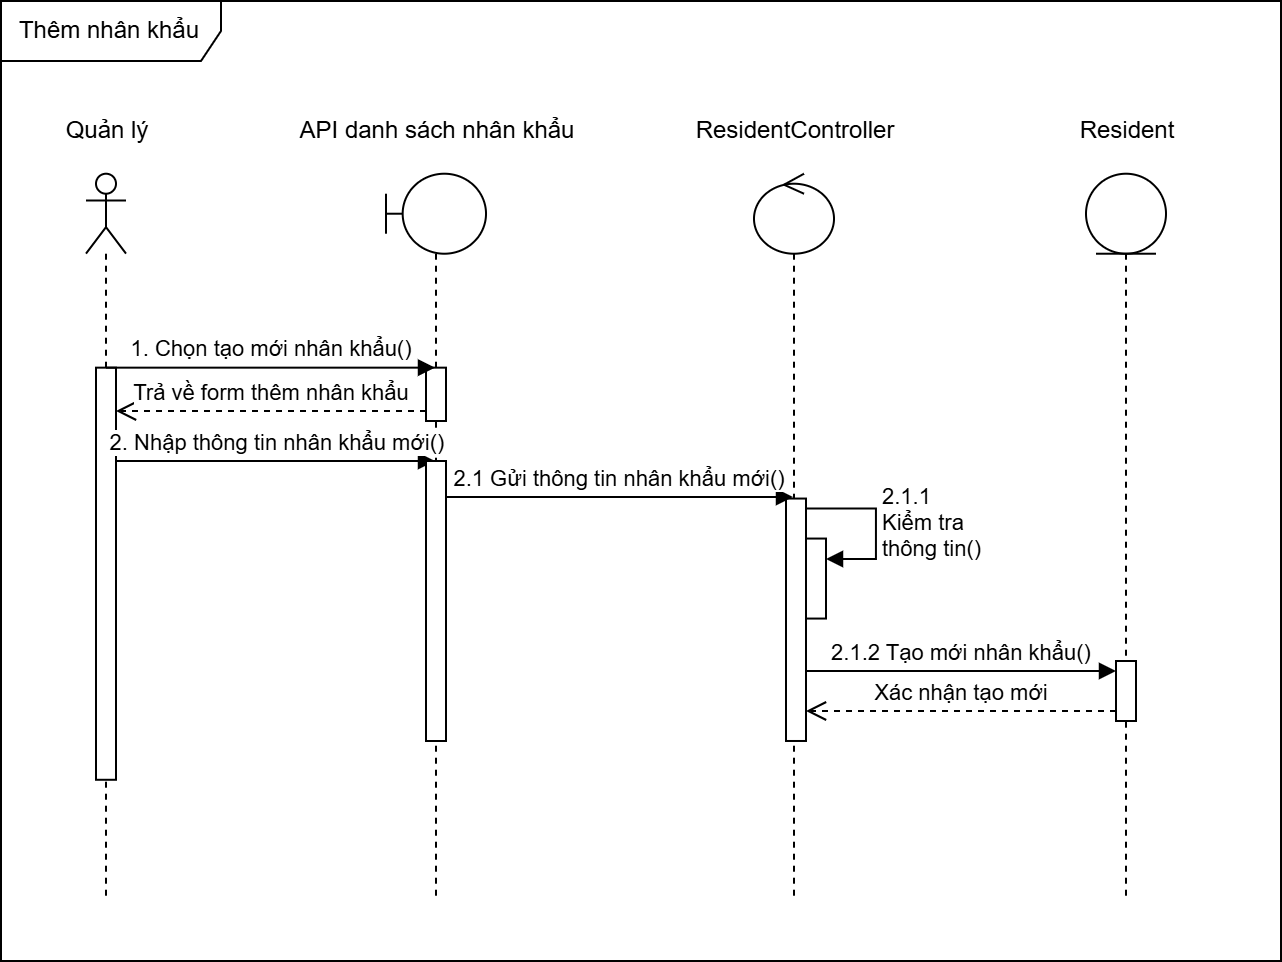 Thêm nhân khẩu
Quản lý
API danh sách nhân khẩu
ResidentController
Resident
1. Chọn tạo mới nhân khẩu()
Trả về form thêm nhân khẩu
2. Nhập thông tin nhân khẩu mới()
2.1 Gửi thông tin nhân khẩu mới()
2.1.1
Kiểm tra
thông tin()
2.1.2 Tạo mới nhân khẩu()
Xác nhận tạo mới